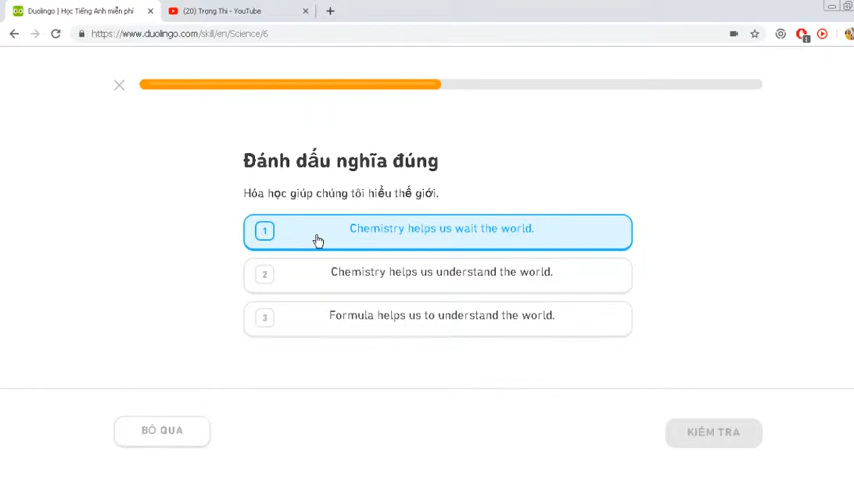 Duolingo | Học Tiếng Anh miễn phí
(20) Trọng Thi - YouTube
https://www.duolingo.com/skill/en/Science/6
1
Đánh dấu nghĩa đúng
Hóa học giúp chúng tôi hiểu thế giới.
1 Chemistry helps us wait the world.
2 Chemistry helps us understand the world.
3 Formula helps us to understand the world.
BỎ QUA
KIỂM TRA